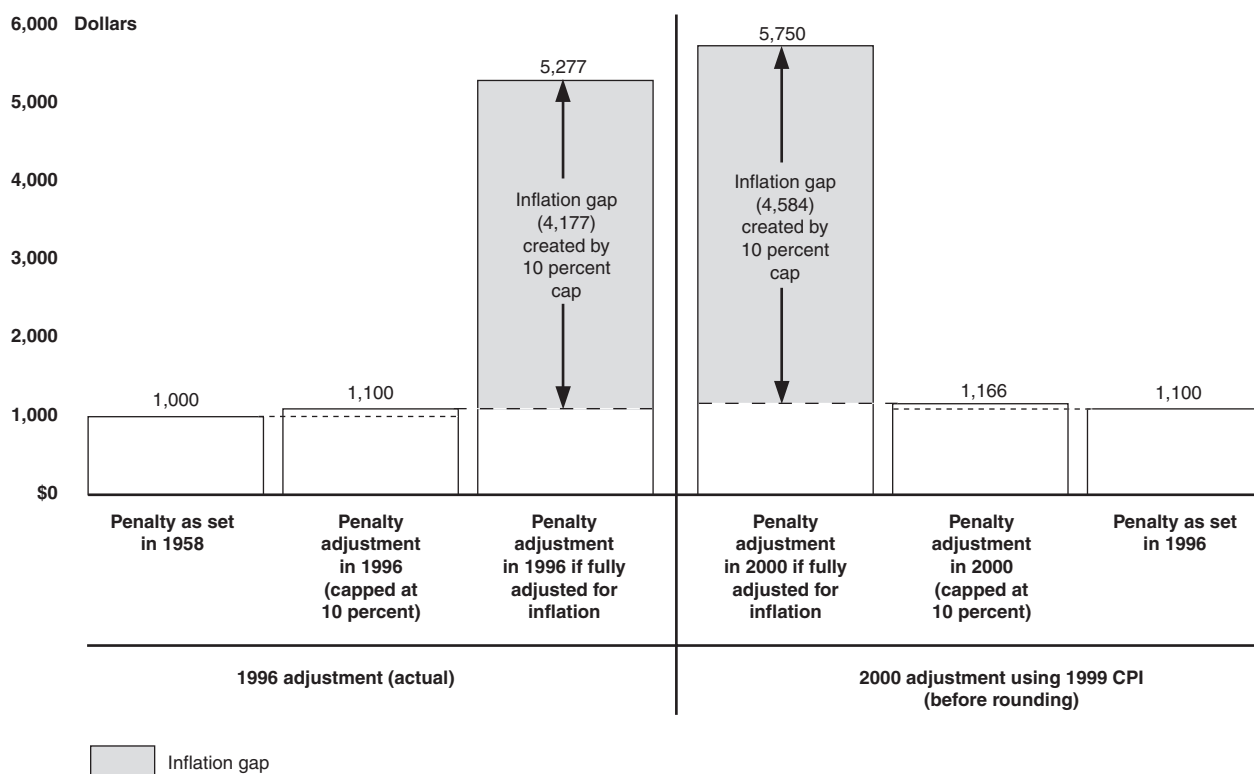 6,000 Dollars
5,000
4,000
3,000
2,000
1,000
$0
1,000
1,100
5,277
Inflation gap
(4,177)
created by
10 percent
cap
5,750
Inflation gap
(4,584)
created by
10 percent
cap
1,166
1,100
Penalty as set
in 1958
Penalty
adjustment
in 1996
(capped at
10 percent)
Penalty
adjustment
in 1996 if fully
adjusted for
inflation
Penalty
adjustment
in 2000 if fully
adjusted for
inflation
Penalty
adjustment
in 2000
(capped at
10 percent)
Penalty as set
in 1996
1996 adjustment (actual)
2000 adjustment using 1999 CPI
(before rounding)
Inflation gap